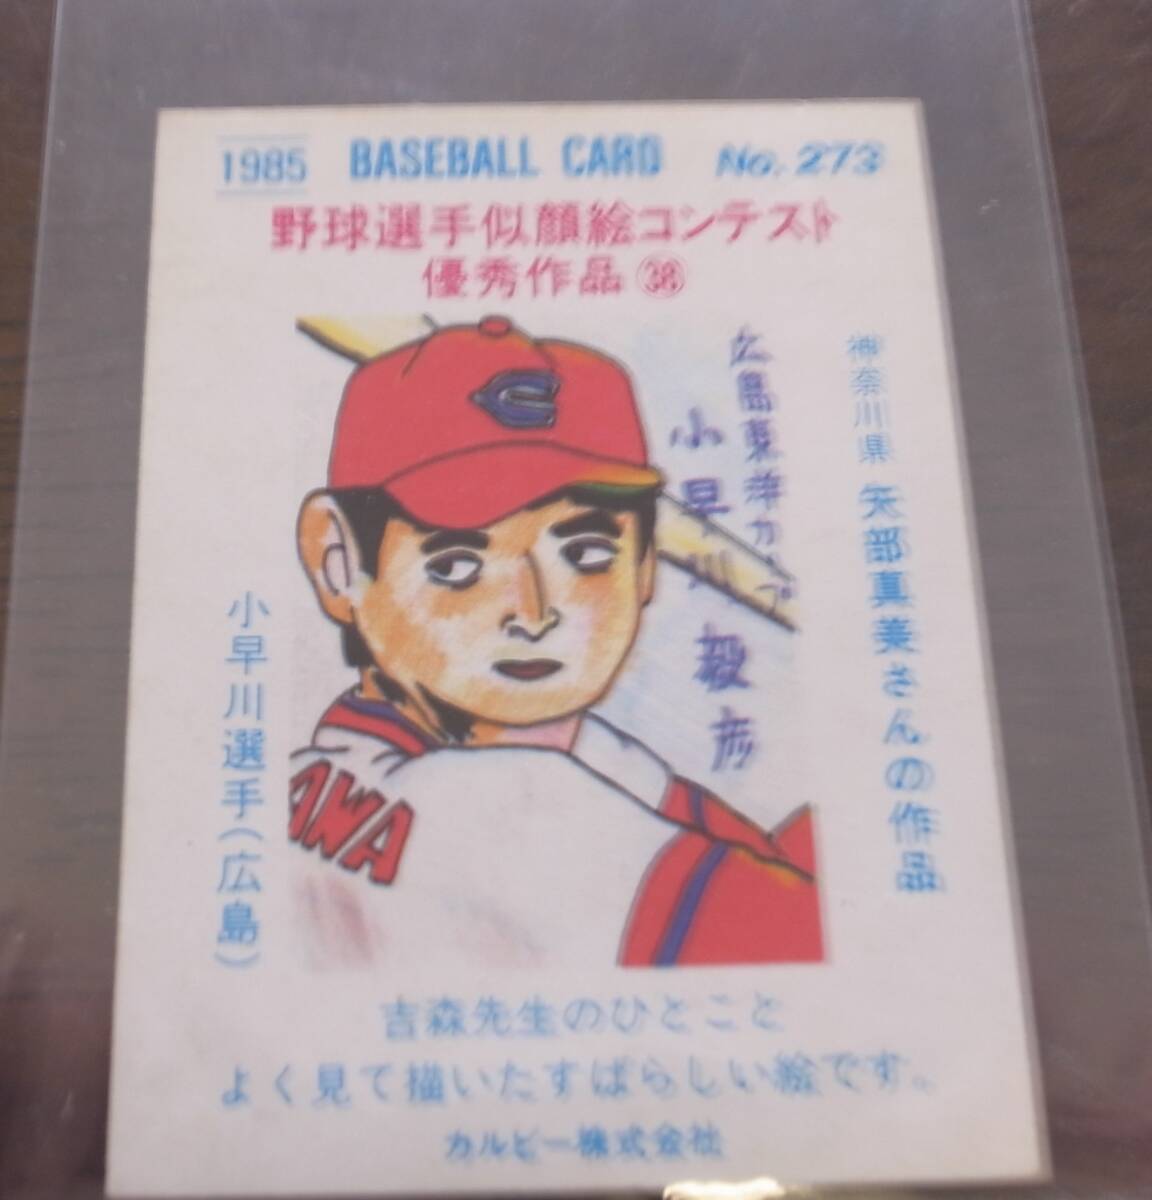 1985 BASEBALL CARD No. 273
野球選手似顔絵コンテスト
優秀作品㊳
神奈川県 矢部真美さんの作品
広島東洋カープ
小早川 毅彦
C
AWA
小早川選手(広島)
吉森先生のひとこと
よく見て描いたすばらしい絵です。
カルビー株式会社